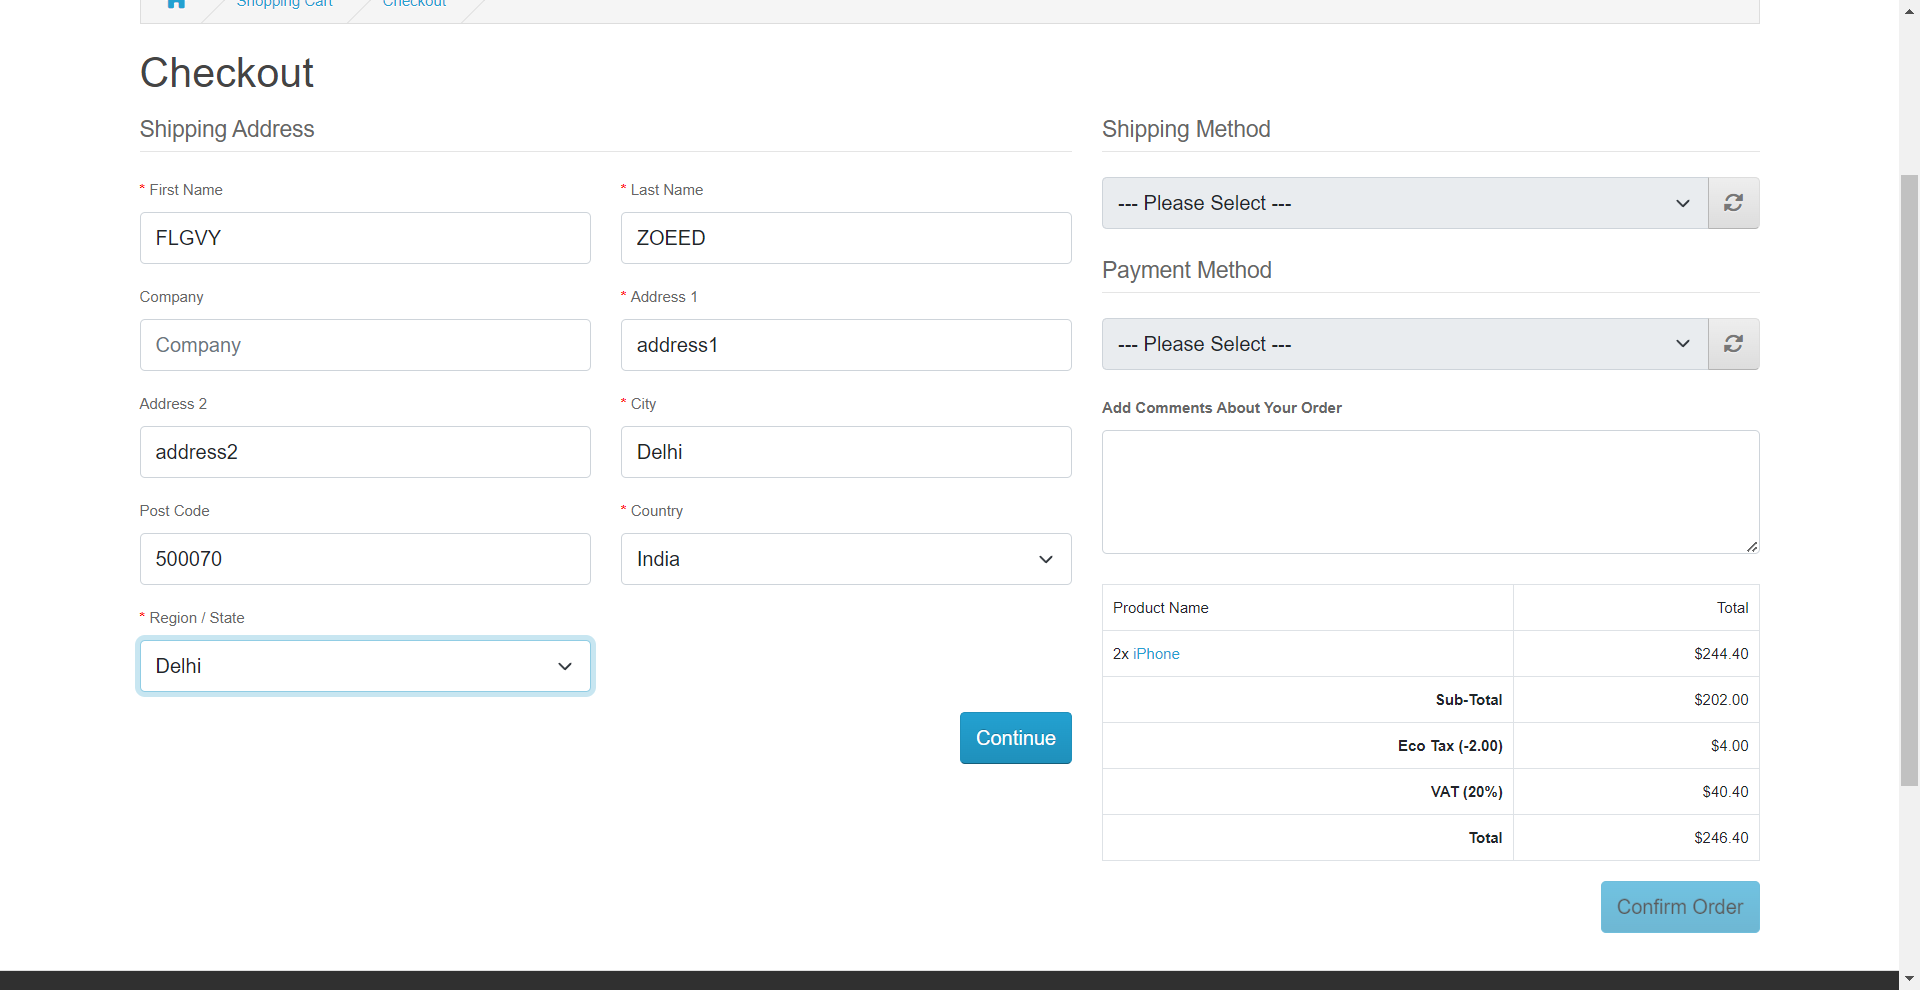 Shopping Cart
Checkout
Checkout
Shipping Address
* First Name
* Last Name
FLGVY
ZOEED
Company
* Address 1
Company
address1
Address 2
* City
address2
Delhi
Post Code
* Country
500070
India
* Region / State
Delhi
Continue
Shipping Method
--- Please Select ---
Payment Method
--- Please Select ---
Add Comments About Your Order
Product Name Total
2x iPhone $244.40
Sub-Total $202.00
Eco Tax (-2.00) $4.00
VAT (20%) $40.40
Total $246.40
Confirm Order